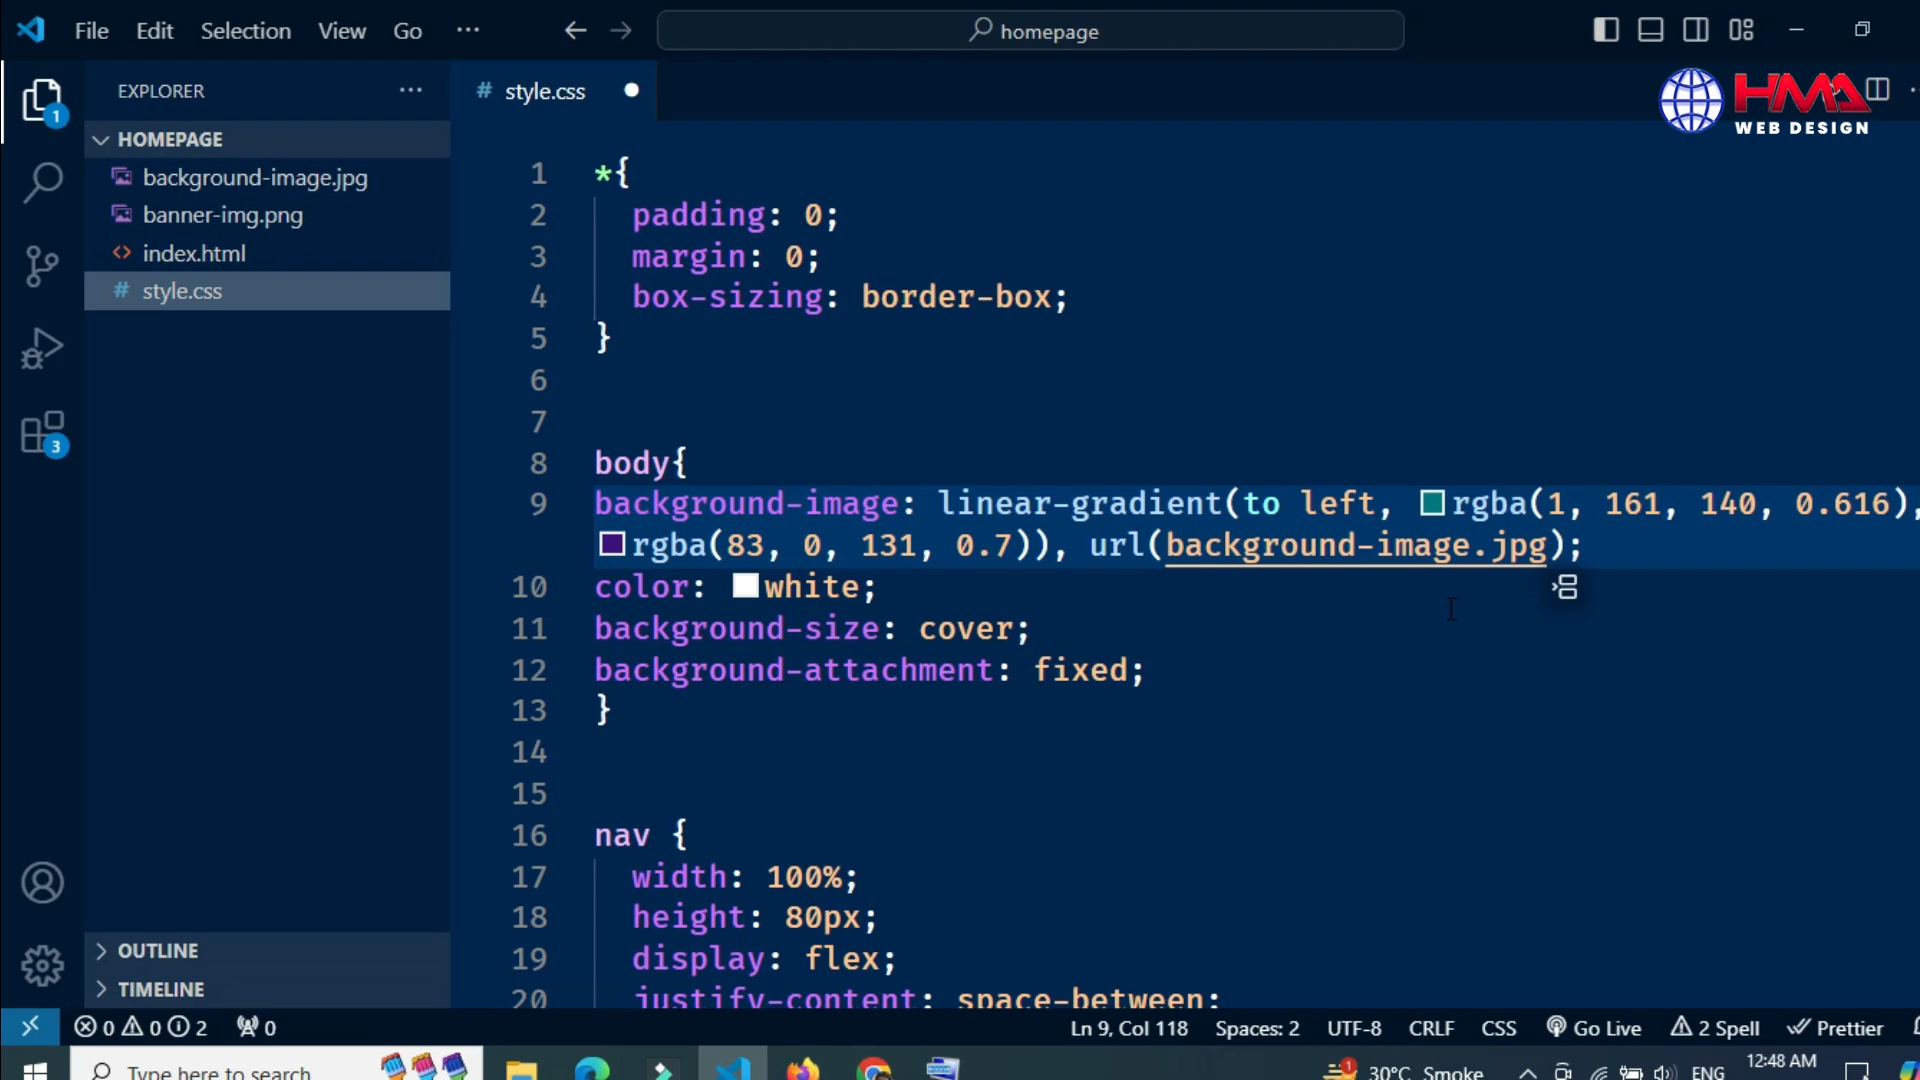 File Edit Selection View Go ··· homepage
EXPLORER ··· # style.css
HMA
WEB DESIGN
HOMEPAGE
background-image.jpg
banner-img.png
<> index.html
# style.css
1
3
1 *{
2 padding: 0;
3 margin: 0;
4 box-sizing: border-box;
5 }
6
7
8 body{
9 background-image: linear-gradient(to left, rgba(1, 161, 140, 0.616),
rgba(83, 0, 131, 0.7)), url(background-image.jpg);
10 color: white;
11 background-size: cover;
12 background-attachment: fixed;
13 }
14
15
16 nav {
17 width: 100%;
18 height: 80px;
19 display: flex;
20 justify-content: space-between;
OUTLINE
TIMELINE
0 0 2 0 Ln 9, Col 118 Spaces: 2 UTF-8 CRLF CSS Go Live 2 Spell Prettier
Type here to search 1 30°C Smoke ENG 12:48 AM